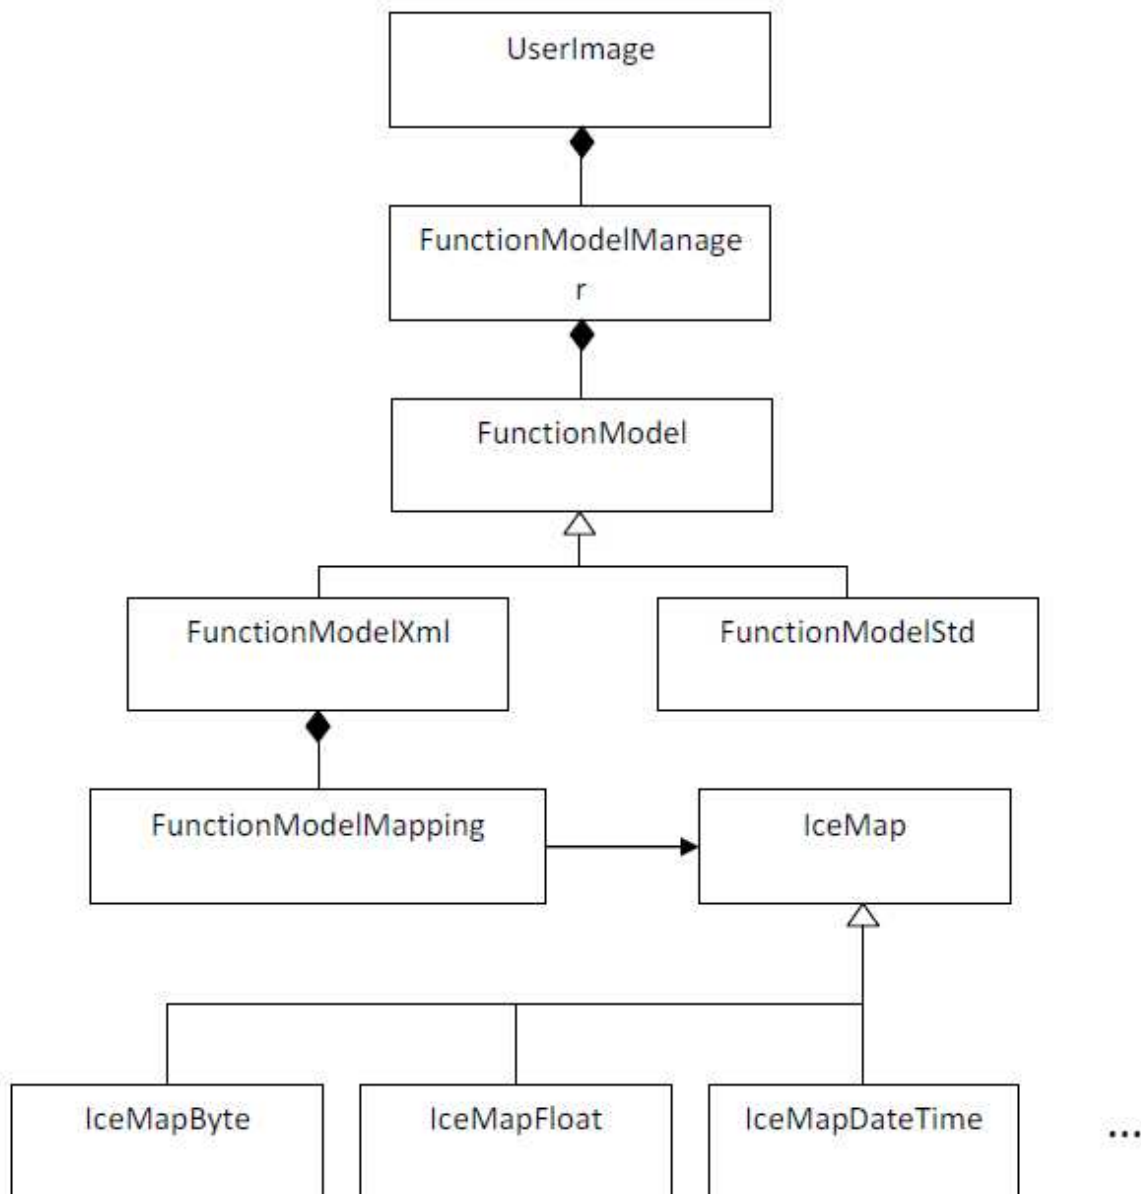 UserImage
FunctionModelManage
r
FunctionModel
FunctionModelXml
FunctionModelStd
FunctionModelMapping
IceMap
IceMapByte
IceMapFloat
IceMapDateTime
...